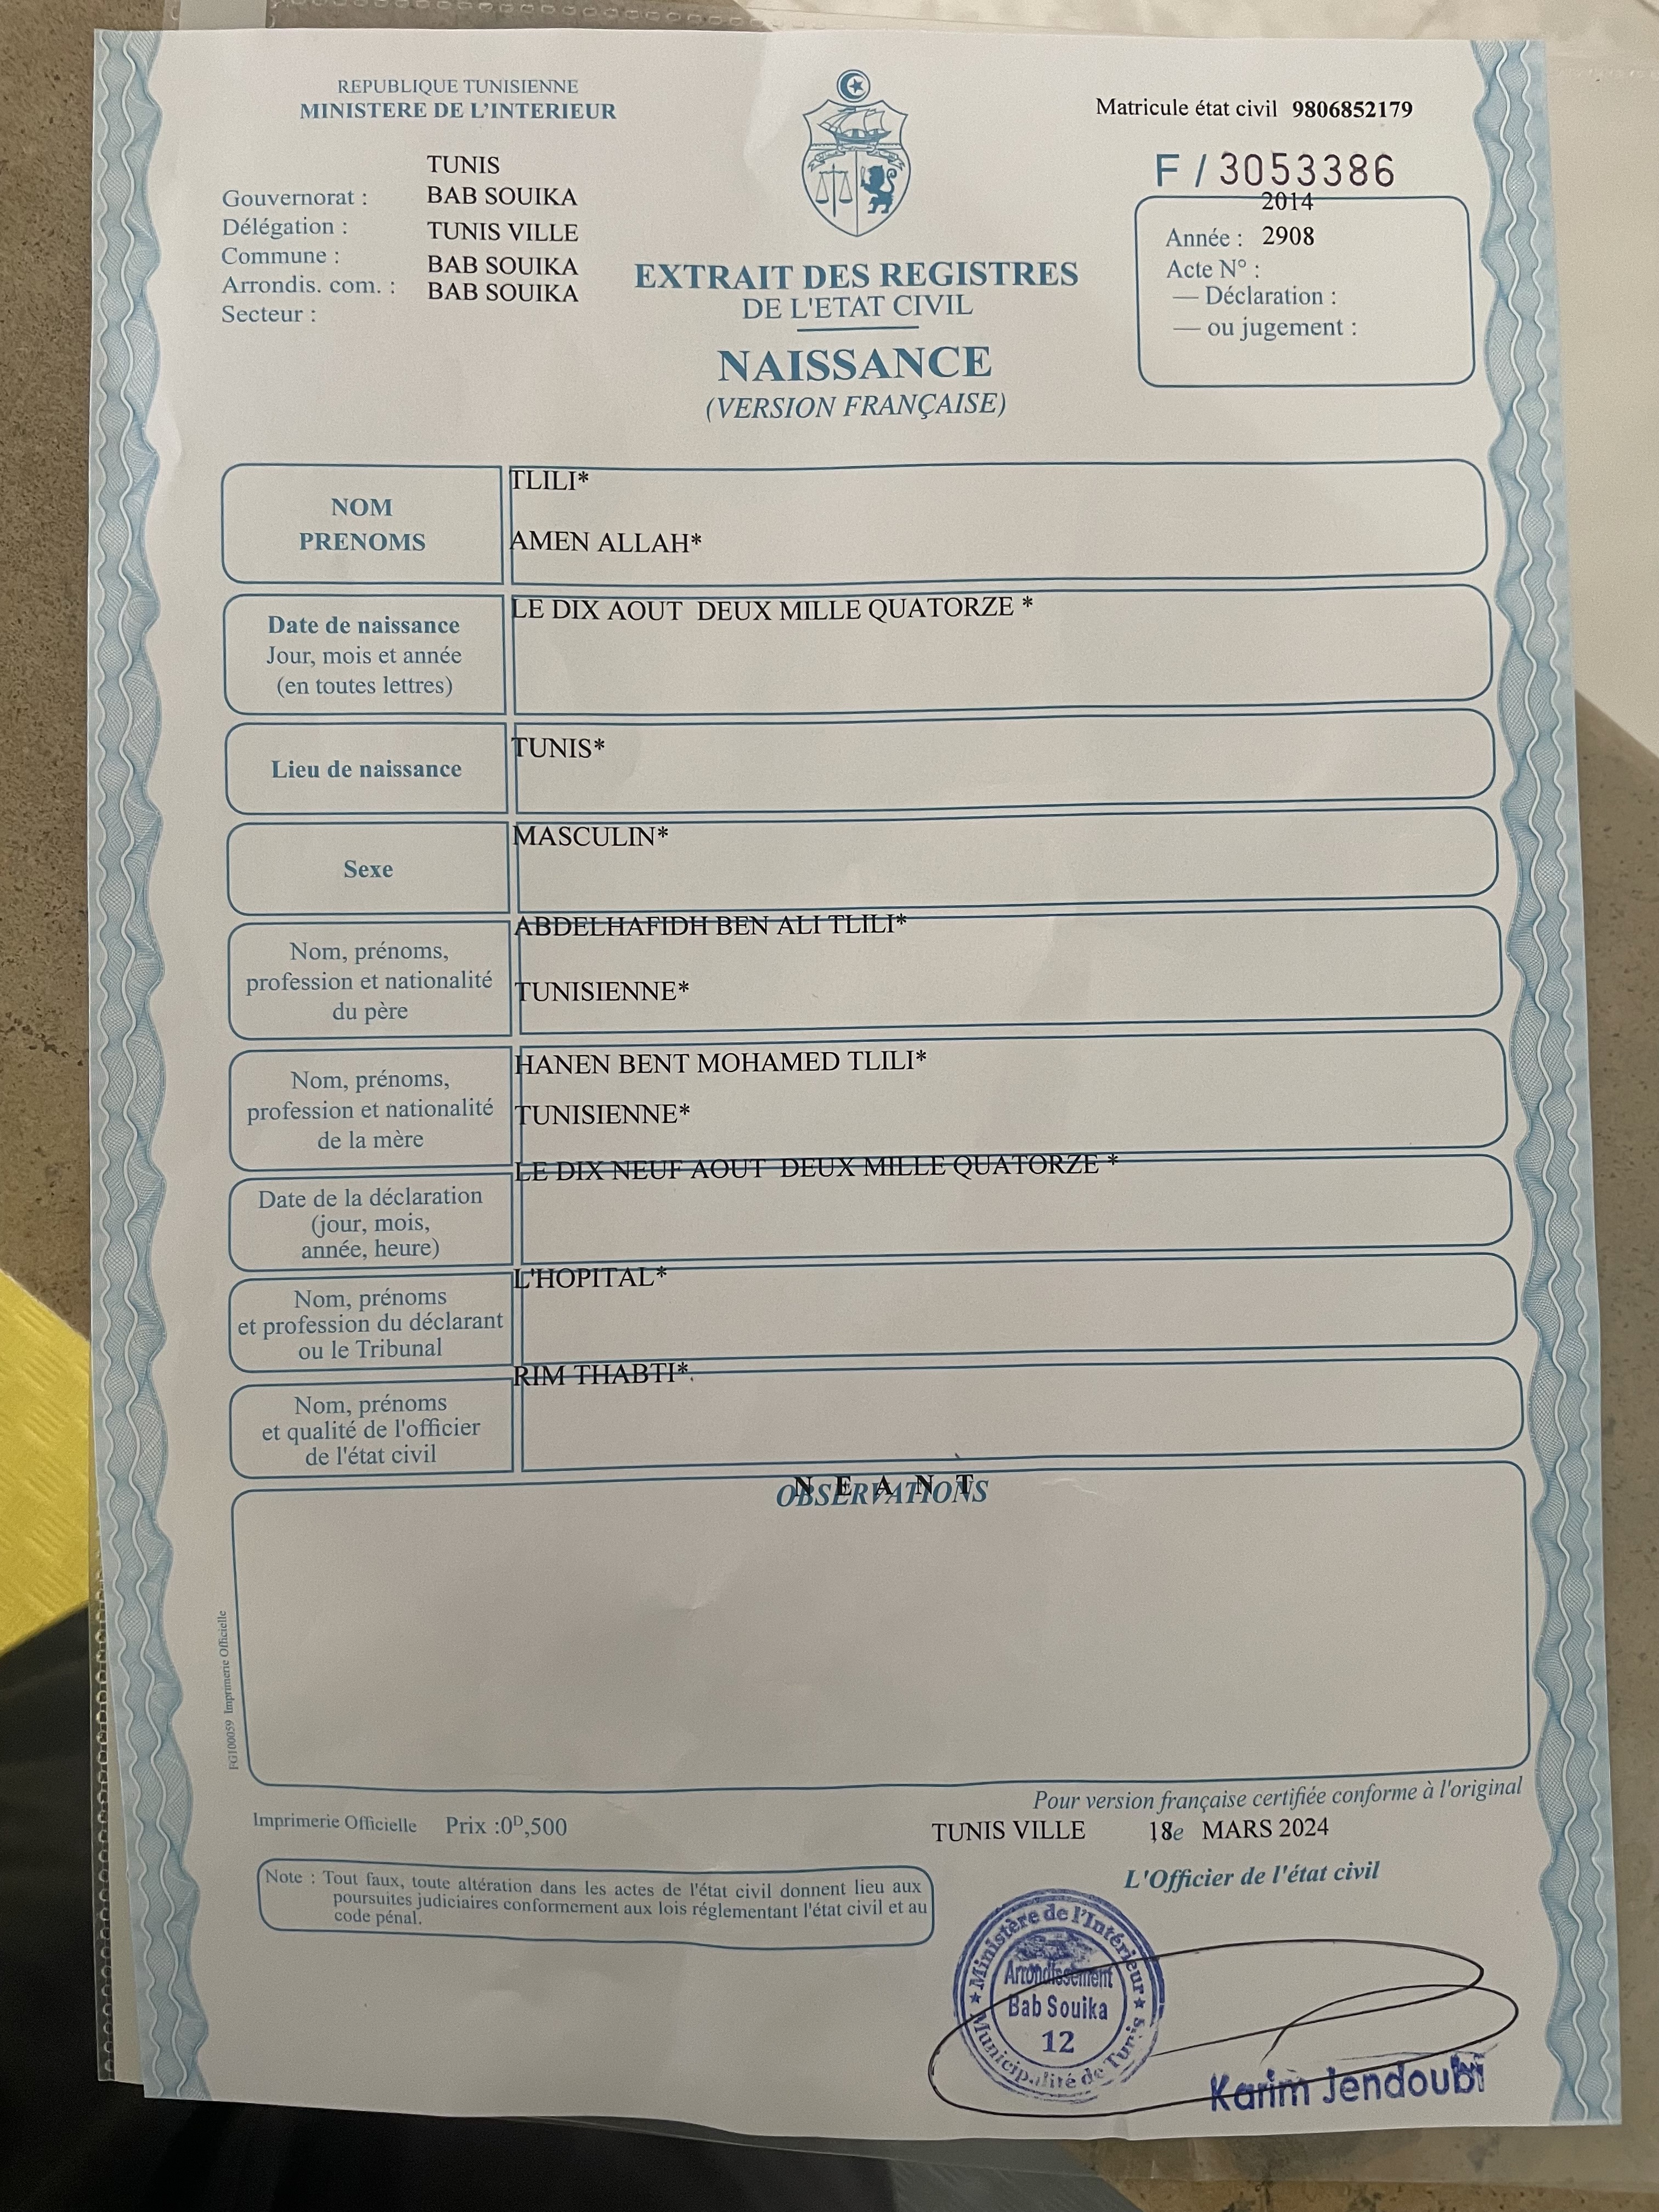 REPUBLIQUE TUNISIENNE
MINISTERE DE L'INTERIEUR
Matricule état civil 9806852179
F / 3053386
TUNIS
Gouvernorat : BAB SOUIKA
Délégation : TUNIS VILLE
Commune : BAB SOUIKA
Arrondis. com. : BAB SOUIKA
Secteur :
2014
Année : 2908
Acte N° :
— Déclaration :
— ou jugement :
EXTRAIT DES REGISTRES
DE L'ETAT CIVIL
NAISSANCE
(VERSION FRANÇAISE)
NOM
PRENOMS
TLILI*
AMEN ALLAH*
Date de naissance
Jour, mois et année
(en toutes lettres)
LE DIX AOUT DEUX MILLE QUATORZE *
Lieu de naissance
TUNIS*
Sexe
MASCULIN*
Nom, prénoms,
profession et nationalité
du père
ABDELHAFIDH BEN ALI TLILI*
TUNISIENNE*
Nom, prénoms,
profession et nationalité
de la mère
HANEN BENT MOHAMED TLILI*
TUNISIENNE*
Date de la déclaration
(jour, mois,
année, heure)
LE DIX NEUF AOUT DEUX MILLE QUATORZE *
Nom, prénoms
et profession du déclarant
ou le Tribunal
L'HOPITAL*
Nom, prénoms
et qualité de l'officier
de l'état civil
RIM THABTI*.
N E A N T
OBSERVATIONS
FG100059 Imprimerie Officielle
Pour version française certifiée conforme à l'original
Imprimerie Officielle Prix :0D,500
TUNIS VILLE 18e MARS 2024
L'Officier de l'état civil
Note : Tout faux, toute altération dans les actes de l'état civil donnent lieu aux
poursuites judiciaires conformement aux lois réglementant l'état civil et au
code pénal.
Ministère de l'Intérieur
Arrondissement
Bab Souika
12
Municipalité de Tunis
Karim Jendoubi